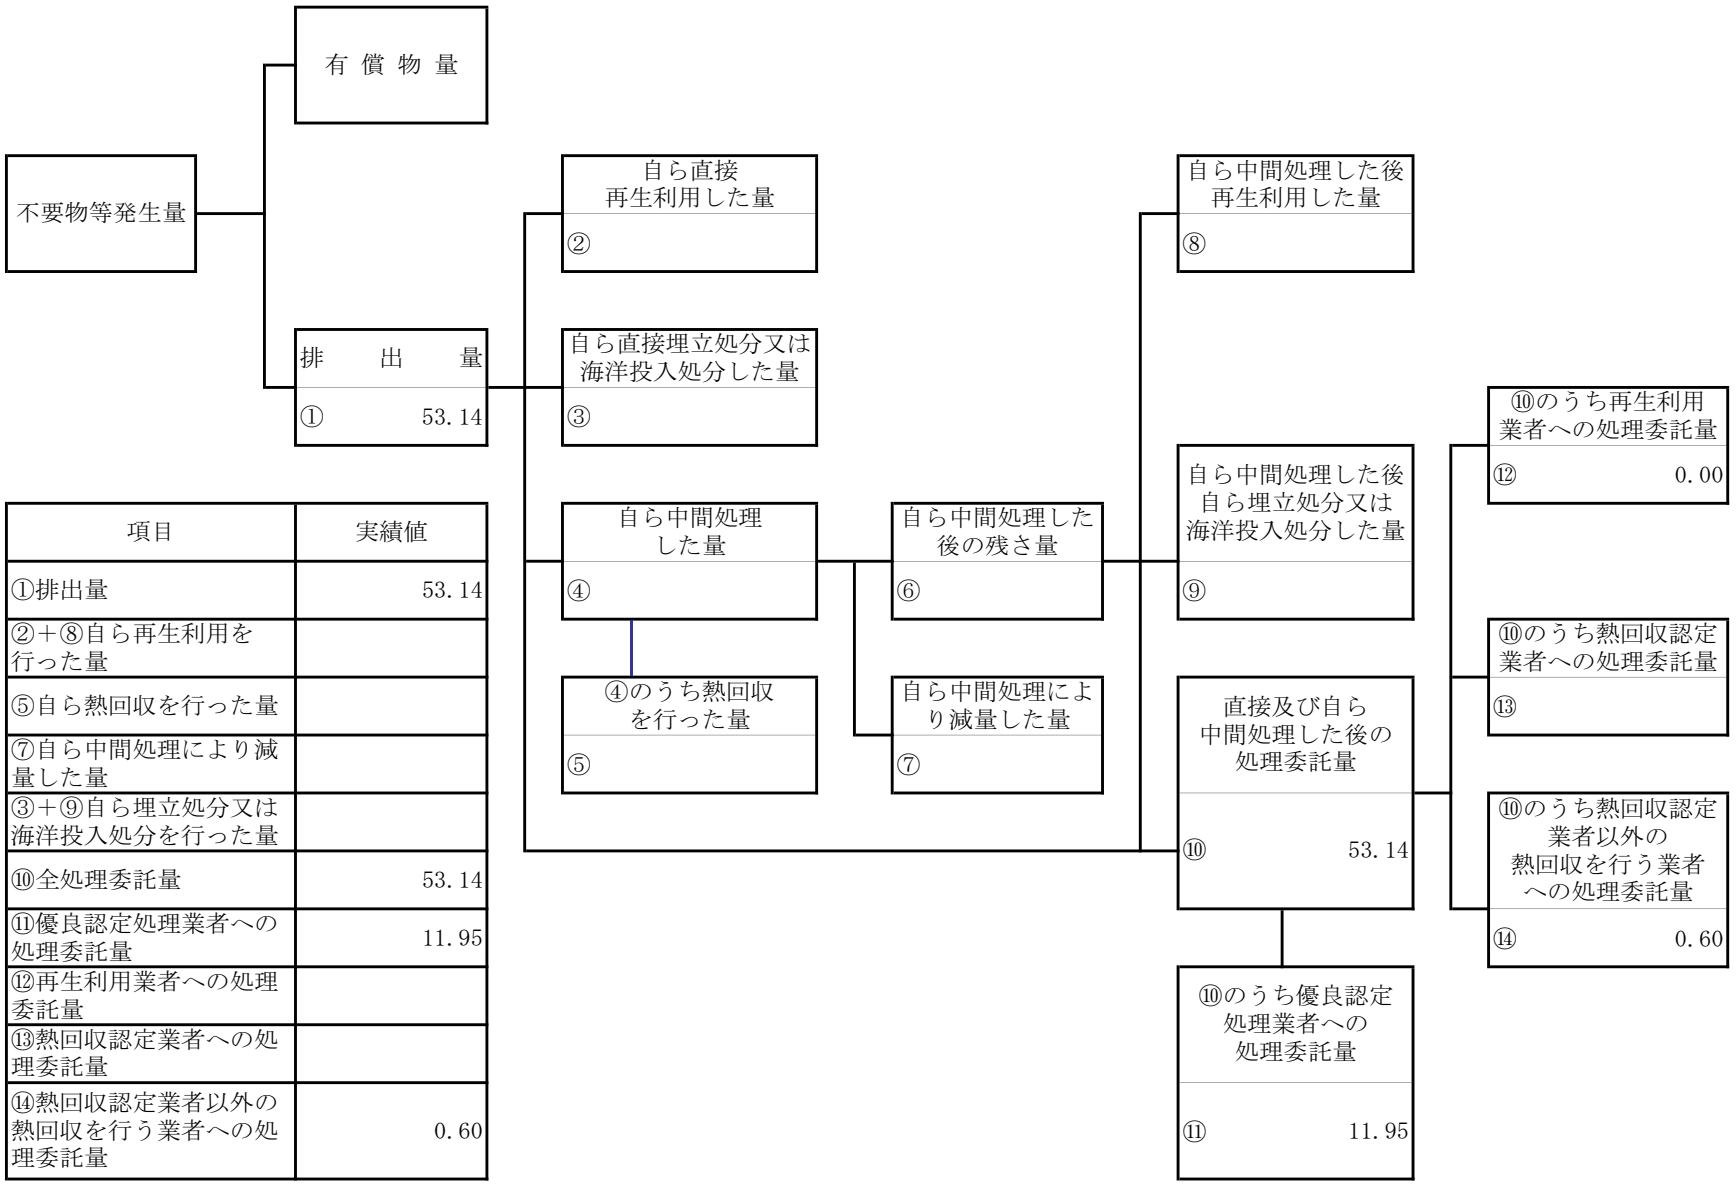 有償物量
不要物等発生量
自ら直接
再生利用した量
②
自ら中間処理した後
再生利用した量
⑧
排出量
① 53.14
自ら直接埋立処分又は
海洋投入処分した量
③
⑩のうち再生利用
業者への処理委託量
⑫ 0.00
自ら中間処理した後
自ら埋立処分又は
海洋投入処分した量
⑨
自ら中間処理
した量
④
自ら中間処理した
後の残さ量
⑥
⑩のうち熱回収認定
業者への処理委託量
⑬
④のうち熱回収
を行った量
⑤
自ら中間処理によ
り減量した量
⑦
直接及び自ら
中間処理した後の
処理委託量
⑩ 53.14
⑩のうち熱回収認定
業者以外の
熱回収を行う業者
への処理委託量
⑭ 0.60
⑩のうち優良認定
処理業者への
処理委託量
⑪ 11.95
項目 実績値
①排出量 53.14
②+⑧自ら再生利用を
行った量
⑤自ら熱回収を行った量
⑦自ら中間処理により減
量した量
③+⑨自ら埋立処分又は
海洋投入処分を行った量
⑩全処理委託量 53.14
⑪優良認定処理業者への
処理委託量 11.95
⑫再生利用業者への処理
委託量
⑬熱回収認定業者への処
理委託量
⑭熱回収認定業者以外の
熱回収を行う業者への処
理委託量 0.60